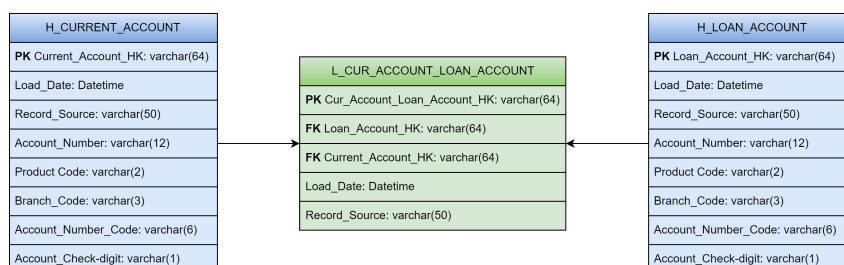 H_CURRENT_ACCOUNT
PK Current_Account_HK: varchar(64)
Load_Date: Datetime
Record_Source: varchar(50)
Account_Number: varchar(12)
Product Code: varchar(2)
Branch_Code: varchar(3)
Account_Number_Code: varchar(6)
Account_Check-digit: varchar(1)
L_CUR_ACCOUNT_LOAN_ACCOUNT
PK Cur_Account_Loan_Account_HK: varchar(64)
FK Loan_Account_HK: varchar(64)
FK Current_Account_HK: varchar(64)
Load_Date: Datetime
Record_Source: varchar(50)
H_LOAN_ACCOUNT
PK Loan_Account_HK: varchar(64)
Load_Date: Datetime
Record_Source: varchar(50)
Account_Number: varchar(12)
Product Code: varchar(2)
Branch_Code: varchar(3)
Account_Number_Code: varchar(6)
Account_Check-digit: varchar(1)